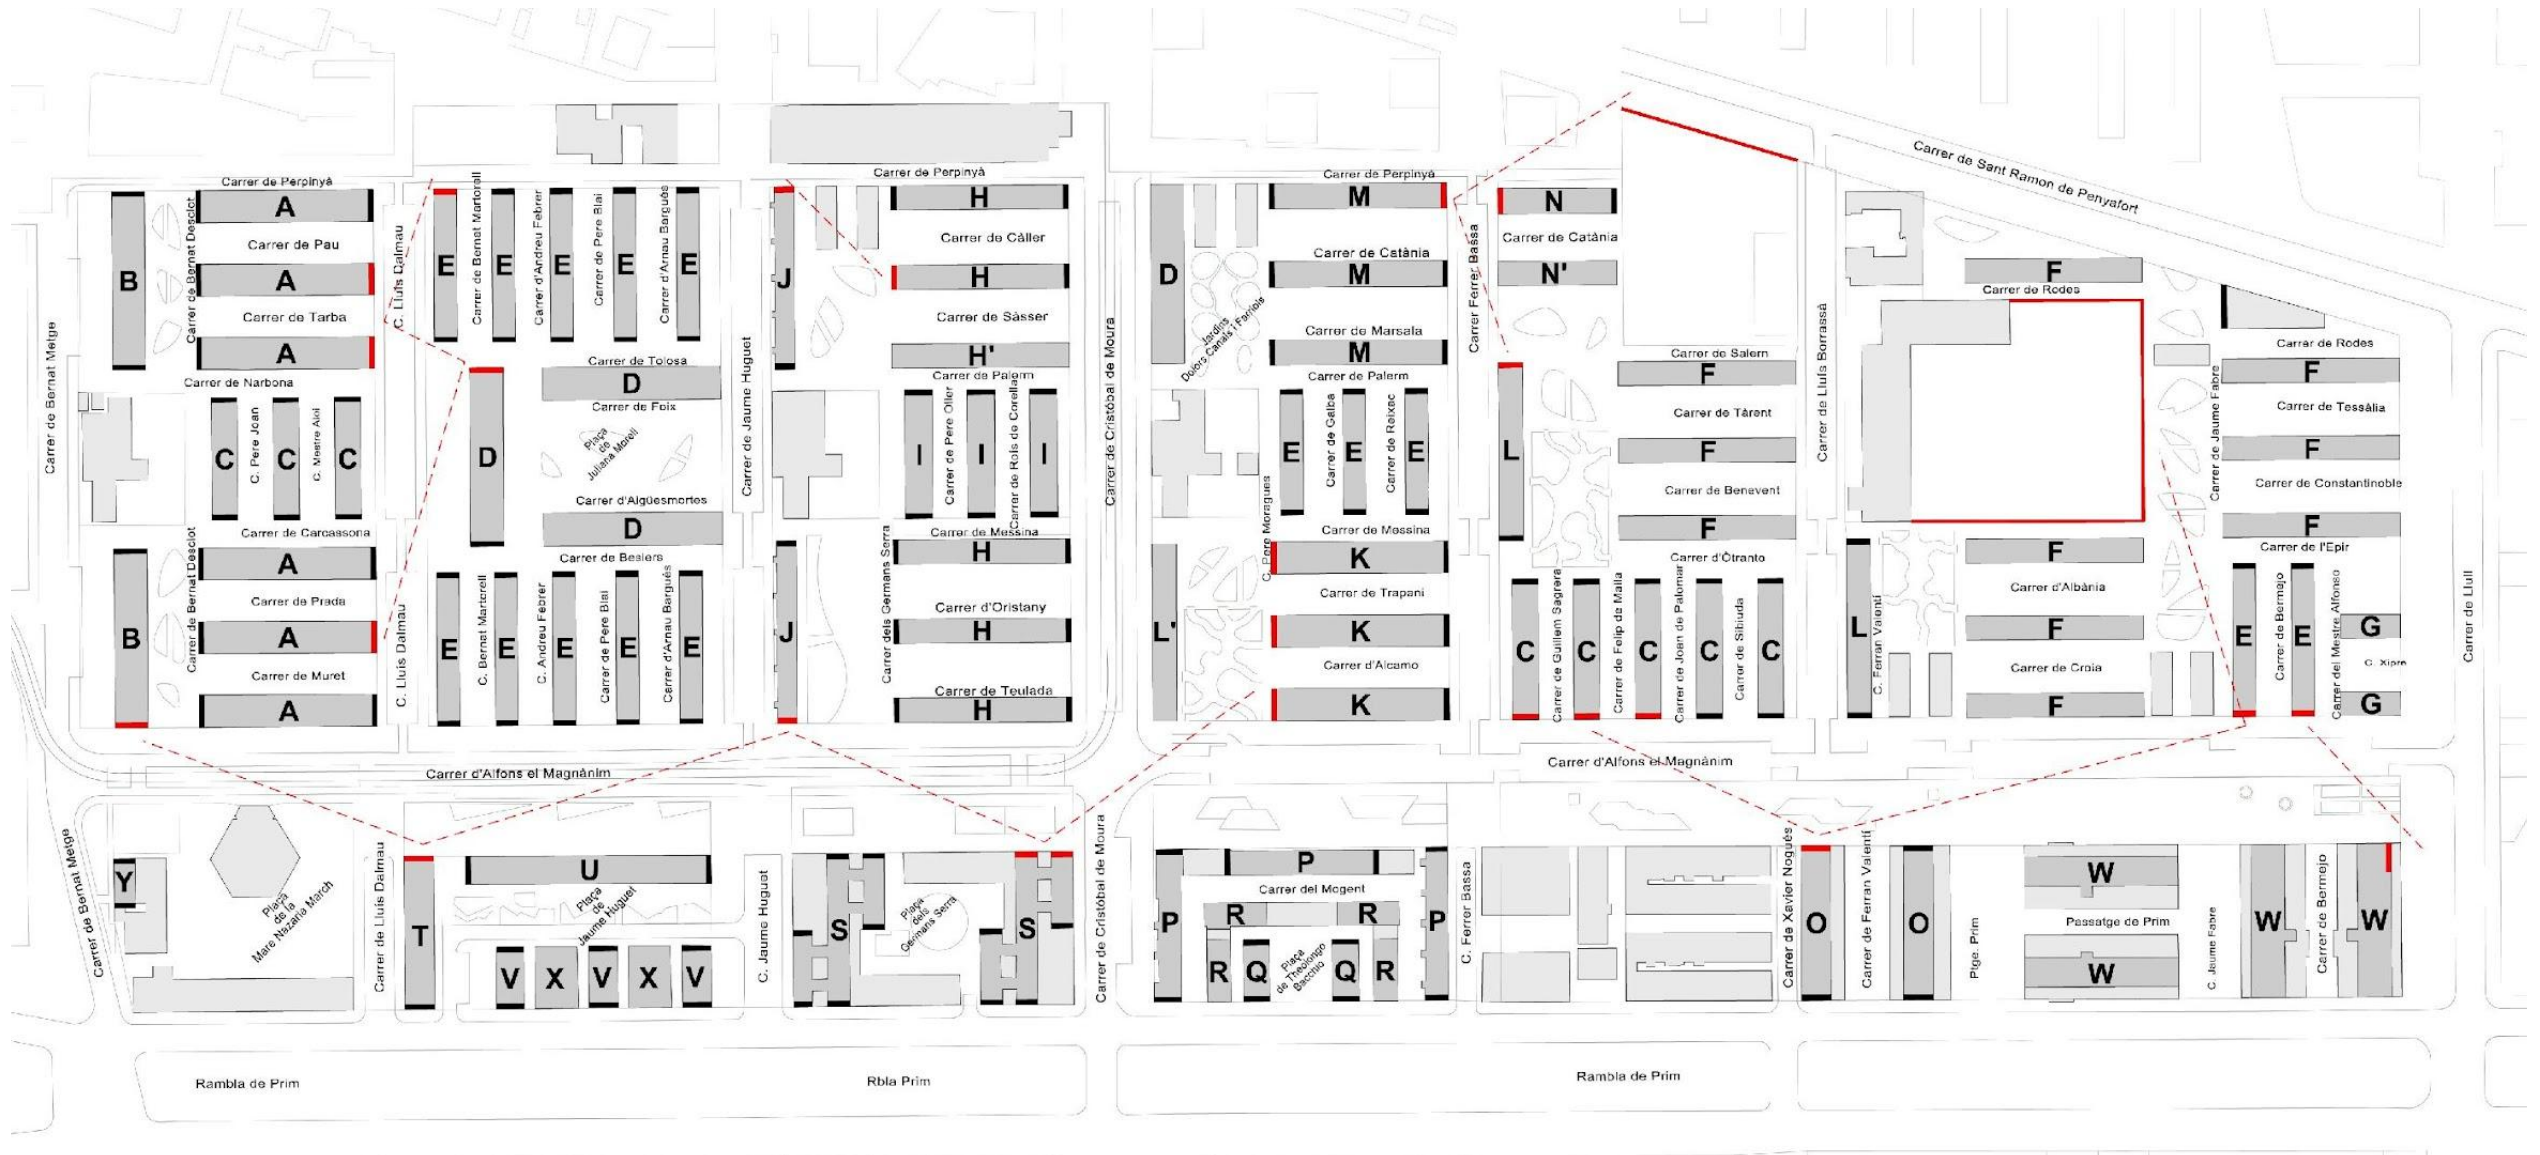 Carrer de Sant Ramon de Penyafort
Carrer de Perpinyà
Carrer de Perpinyà
Carrer de Perpinyà
B
A
Carrer de Pau
A
Carrer de Tarba
A
Carrer de Narbona
Carrer de Bernat Desclot
Carrer de Bernat Metge
C. Lluís Dalmau
C
C. Pere Joan
C
C. Mestre Aloi
C
Carrer de Carcassona
B
Carrer de Bernat Desclot
A
Carrer de Prada
A
Carrer de Muret
A
C. Lluís Dalmau
E
Carrer de Bernat Martorell
E
Carrer d'Andreu Febrer
E
Carrer de Pere Blai
E
Carrer d'Arnau Bargués
E
Carrer de Tolosa
D
Carrer de Foix
D
Plaça
de
Juliana Morell
Carrer d'Aigüesmortes
D
Carrer de Besiers
E
C. Bernat Martorell
E
C. Andreu Febrer
E
Carrer de Pere Blai
E
Carrer d'Arnau Bargués
E
Carrer de Jaume Huguet
J
J
H
Carrer de Càller
H
Carrer de Sàsser
H'
Carrer de Palerm
I
Carrer de Pere Oller
I
Carrer de Rois de Corella
I
Carrer de Messina
Carrer dels Germans Serra
H
Carrer d'Oristany
H
Carrer de Teulada
H
Carrer de Cristòbal de Moura
D
Jardins
Dolors Canals i Farriols
M
Carrer de Catània
M
Carrer de Marsala
M
Carrer de Palerm
E
Carrer de Galba
E
Carrer de Reixac
E
Carrer de Messina
C. Pere Moragues
L'
K
Carrer de Trapani
K
Carrer d'Alcamo
K
Carrer Ferrer Bassa
N
Carrer de Catània
N'
L
Carrer de Salern
F
Carrer de Tàrent
F
Carrer de Benevent
F
Carrer d'Òtranto
C
Carrer de Guillem Sagrera
C
Carrer de Felip de Malla
C
Carrer de Joan de Palomar
C
Carrer de Sibiuda
C
Carrer de Lluís Borrassà
F
Carrer de Rodes
L
C. Ferran Valentí
F
Carrer d'Albània
F
Carrer de Croia
F
Carrer de Jaume Fabre
Carrer de Rodes
F
Carrer de Tessàlia
F
Carrer de Constantinoble
F
Carrer de l'Epir
E
Carrer de Bermejo
E
Carrer del Mestre Alfonso
G
C. Xipre
G
Carrer de Llull
Carrer d'Alfons el Magnànim
Carrer d'Alfons el Magnànim
Carrer de Bernat Metge
Y
Plaça
de la
Mare Nazaria March
Carrer de Lluís Dalmau
T
U
Plaça
de
Jaume Huguet
V
X
V
X
V
C. Jaume Huguet
S
Plaça
dels
Germans Serra
S
Carrer de Cristòbal de Moura
P
P
Carrer del Mogent
R
R
R
Q
Plaça
de Theolongo
Bacchio
Q
R
P
C. Ferrer Bassa
Carrer de Xavier Nogués
O
Carrer de Ferran Valentí
O
Ptge. Prim
W
Passatge de Prim
W
C. Jaume Fabre
W
Carrer de Bermejo
W
Rambla de Prim
Rbla Prim
Rambla de Prim